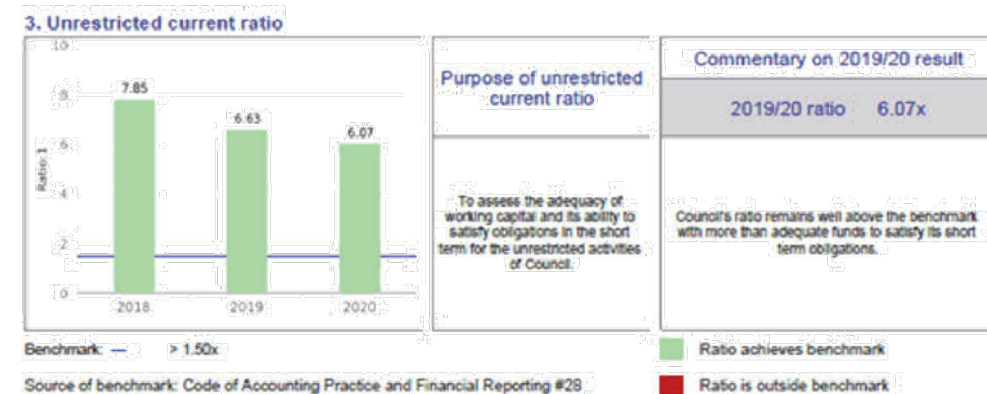 3. Unrestricted current ratio
10
8
6
4
2
0
Ratio:1
7.85
6.63
6.07
2018
2019
2020
Purpose of unrestricted
current ratio
To assess the adequacy of
working capital and its ability to
satisfy obligations in the short
term for the unrestricted activities
of Council.
Commentary on 2019/20 result
2019/20 ratio 6.07x
Council's ratio remains well above the benchmark
with more than adequate funds to satisfy its short
term obligations.
Benchmark: — > 1.50x
Source of benchmark: Code of Accounting Practice and Financial Reporting #28
Ratio achieves benchmark
Ratio is outside benchmark